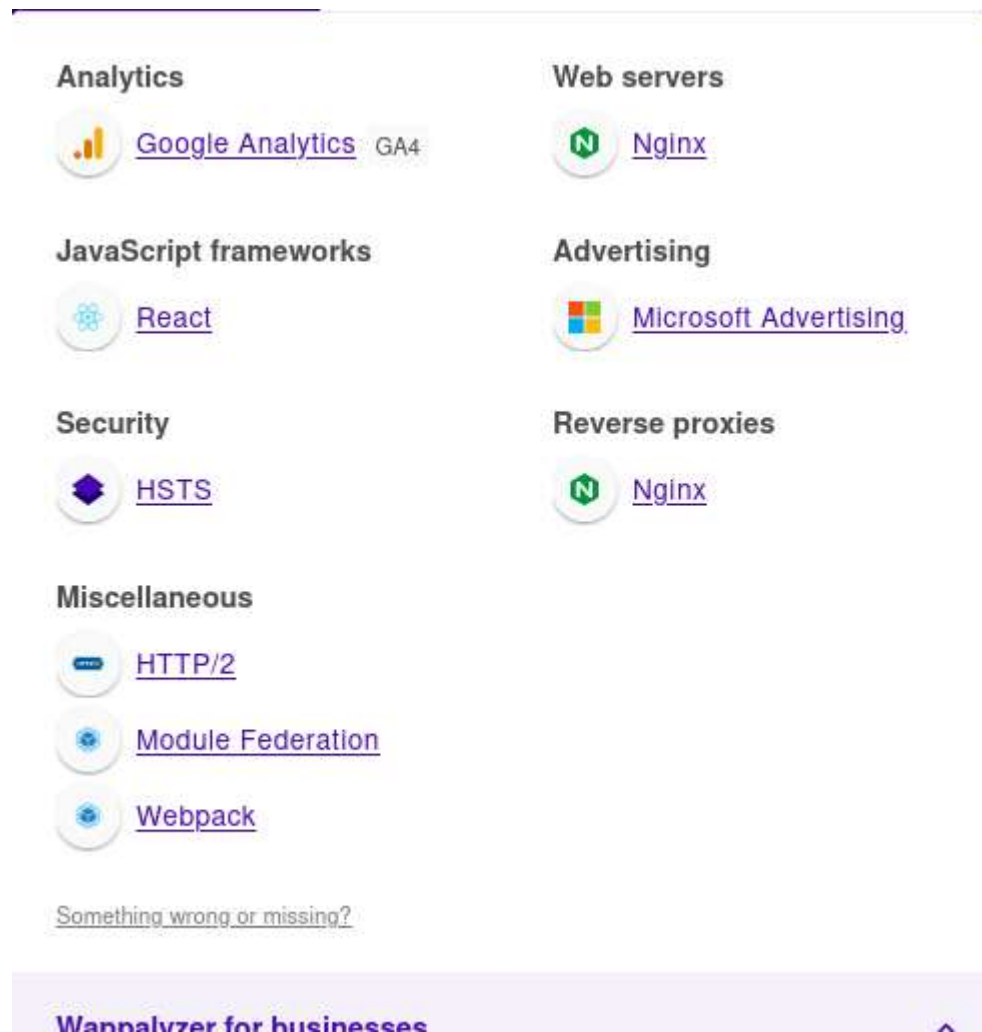 Analytics
Google Analytics GA4
Web servers
Nginx
JavaScript frameworks
React
Advertising
Microsoft Advertising
Security
HSTS
Reverse proxies
Nginx
Miscellaneous
HTTP/2
Module Federation
Webpack
Something wrong or missing?
Wappalyzer for businesses